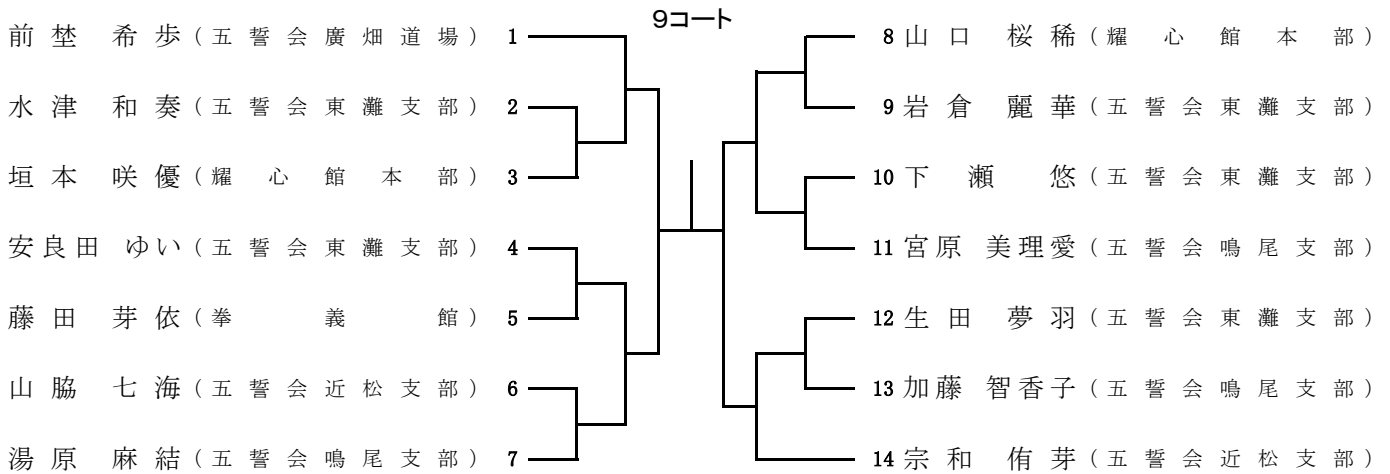 9コート
前埜 希歩 (五誓会廣畑道場) 1
水津 和奏 (五誓会東灘支部) 2
垣本 咲優 (耀心館本部) 3
安良田 ゆい (五誓会東灘支部) 4
藤田 芽依 (拳義館) 5
山脇 七海 (五誓会近松支部) 6
湯原 麻結 (五誓会鳴尾支部) 7
8 山口 桜稀 (耀心館本部)
9 岩倉 麗華 (五誓会東灘支部)
10 下瀬 悠 (五誓会東灘支部)
11 宮原 美理愛 (五誓会鳴尾支部)
12 生田 夢羽 (五誓会東灘支部)
13 加藤 智香子 (五誓会鳴尾支部)
14 宗和 侑芽 (五誓会近松支部)